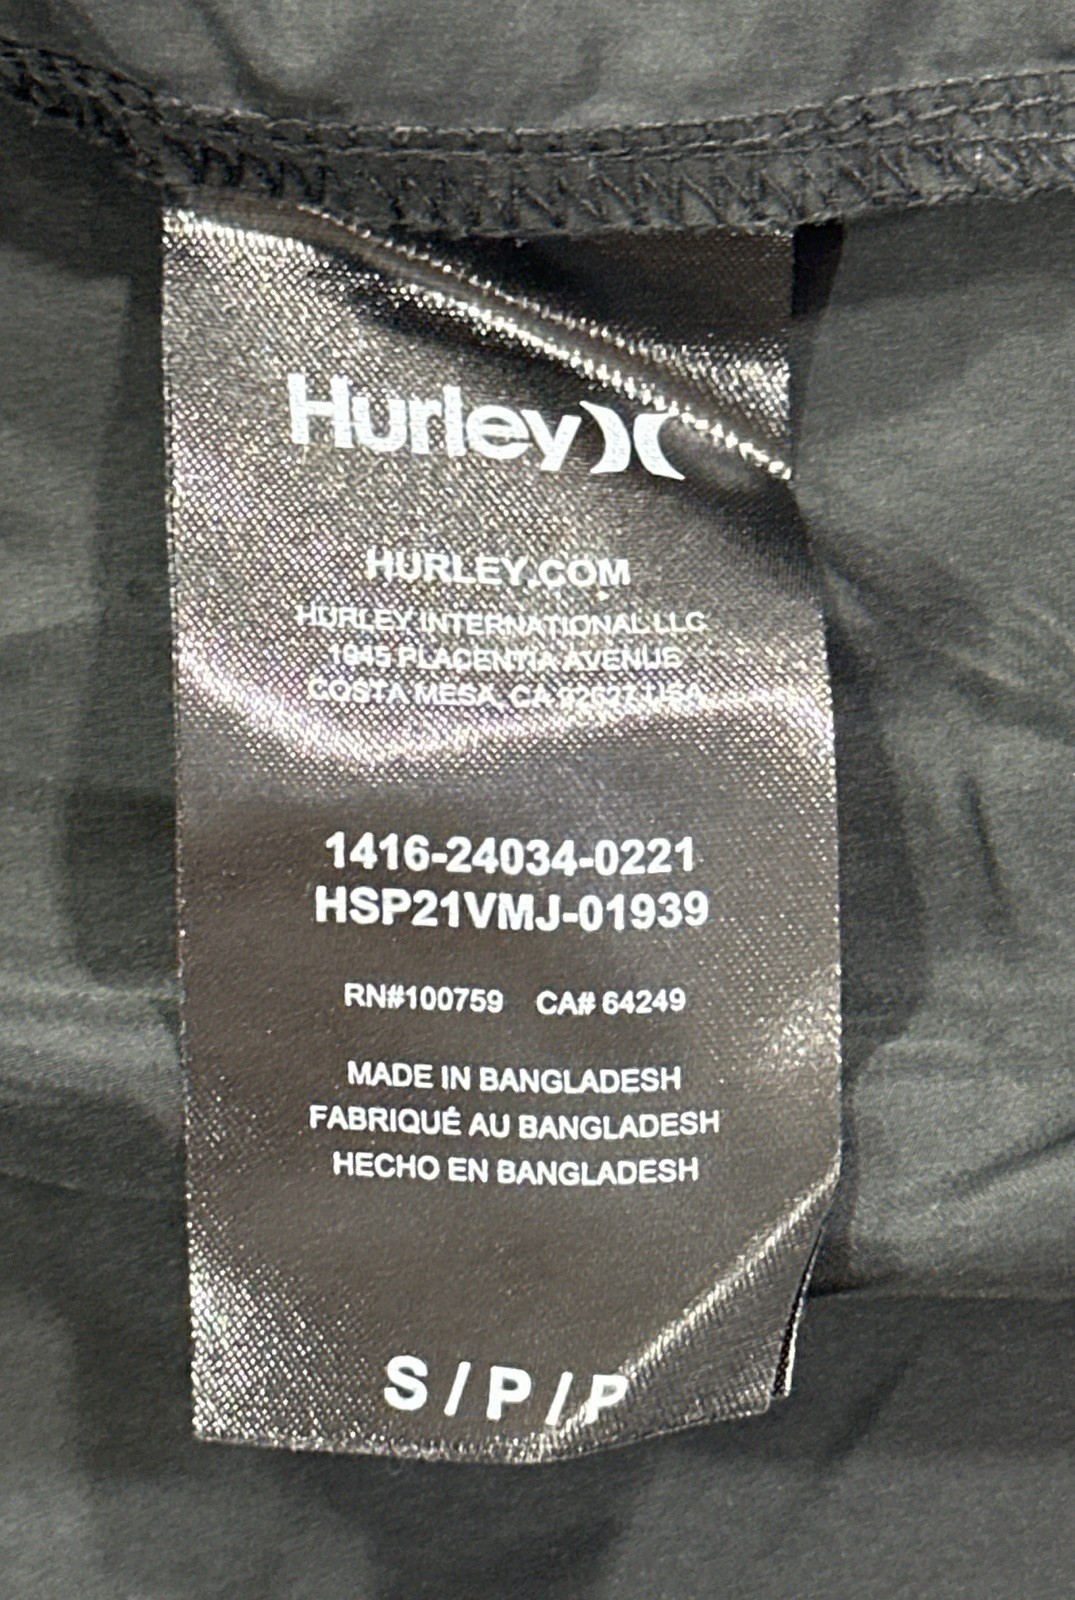 Hurley
HURLEY.COM
HURLEY INTERNATIONAL LLC
1945 PLACENTIA AVENUE
COSTA MESA, CA 92627 USA
1416-24034-0221
HSP21VMJ-01939
RN#100759 CA# 64249
MADE IN BANGLADESH
FABRIQUÉ AU BANGLADESH
HECHO EN BANGLADESH
S / P / P